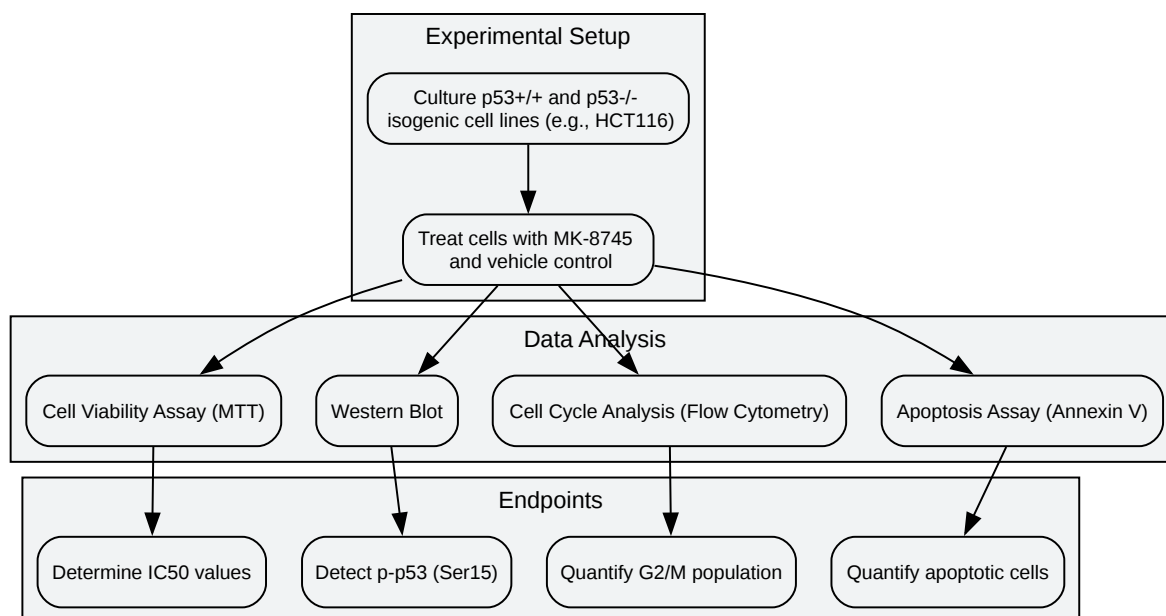 Experimental Setup
Culture p53+/+ and p53-/-
isogenic cell lines (e.g., HCT116)
Treat cells with MK-8745
and vehicle control
Data Analysis
Cell Viability Assay (MTT)
Western Blot
Cell Cycle Analysis (Flow Cytometry)
Apoptosis Assay (Annexin V)
Endpoints
Determine IC50 values
Detect p-p53 (Ser15)
Quantify G2/M population
Quantify apoptotic cells